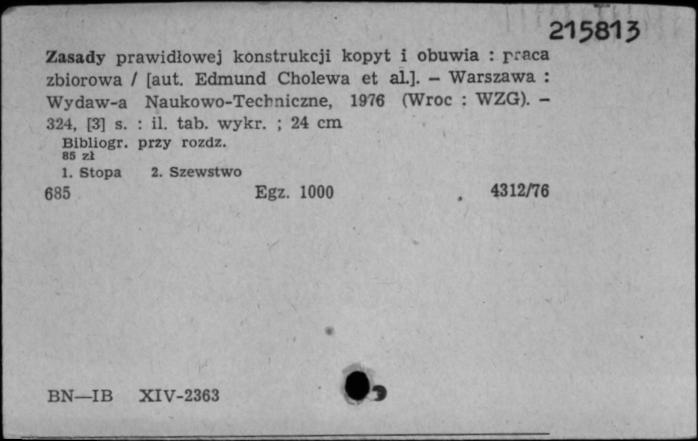 215813
Zasady prawidłowej konstrukcji kopyt i obuwia : praca
zbiorowa / [aut. Edmund Cholewa et al.]. – Warszawa :
Wydaw-a Naukowo-Techniczne, 1976 (Wroc : WZG). –
324, [3] s. : il. tab. wykr. ; 24 cm
Bibliogr. przy rozdz.
85 zł
1. Stopa 2. Szewstwo
685 Egz. 1000 4312/76
BN—IB XIV-2363